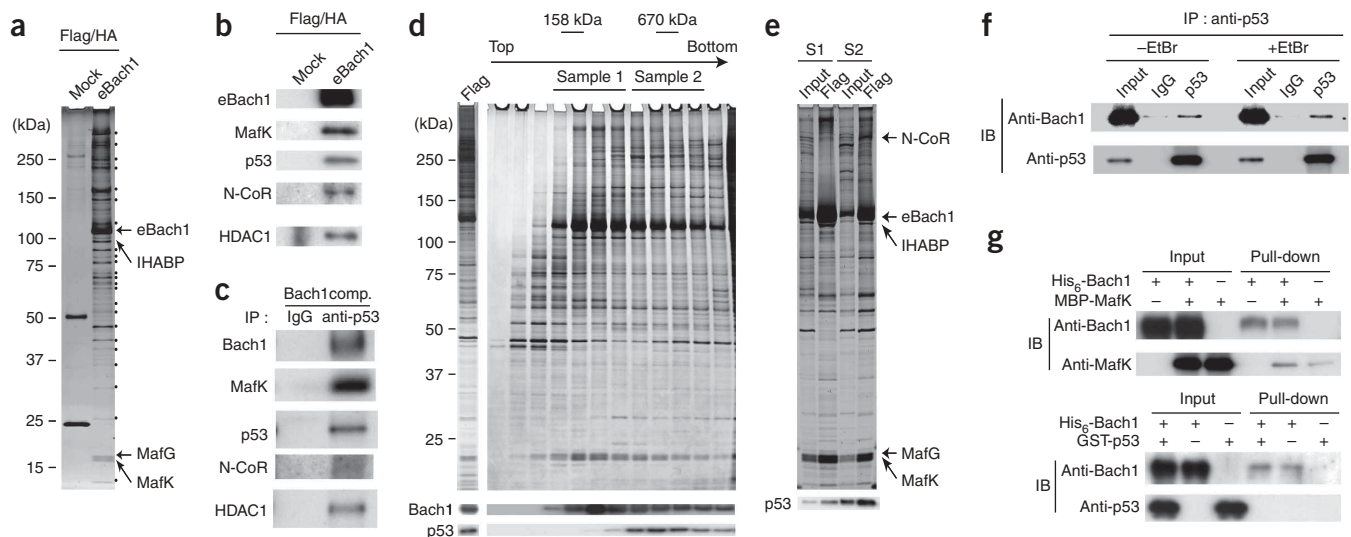 a
Flag/HA
Mock
eBach1
(kDa)
250
150
100
75
50
37
25
15
eBach1
IHABP
MafG
MafK
b
Flag/HA
Mock
eBach1
eBach1
MafK
p53
N-CoR
HDAC1
c
Bach1comp.
IP : IgG anti-p53
Bach1
MafK
p53
N-CoR
HDAC1
d
158 kDa 670 kDa
Top Bottom
Sample 1 Sample 2
Flag
(kDa)
250
150
100
75
50
37
25
Bach1
p53
e
S1 S2
Input Flag Input Flag
N-CoR
eBach1
IHABP
MafG
MafK
p53
f
IP : anti-p53
–EtBr +EtBr
Input IgG p53 Input IgG p53
IB
Anti-Bach1
Anti-p53
g
Input Pull-down
His6-Bach1 + + – + + –
MBP-MafK – + + – + +
IB
Anti-Bach1
Anti-MafK
Input Pull-down
His6-Bach1 + + – + + –
GST-p53 + – + + – +
IB
Anti-Bach1
Anti-p53